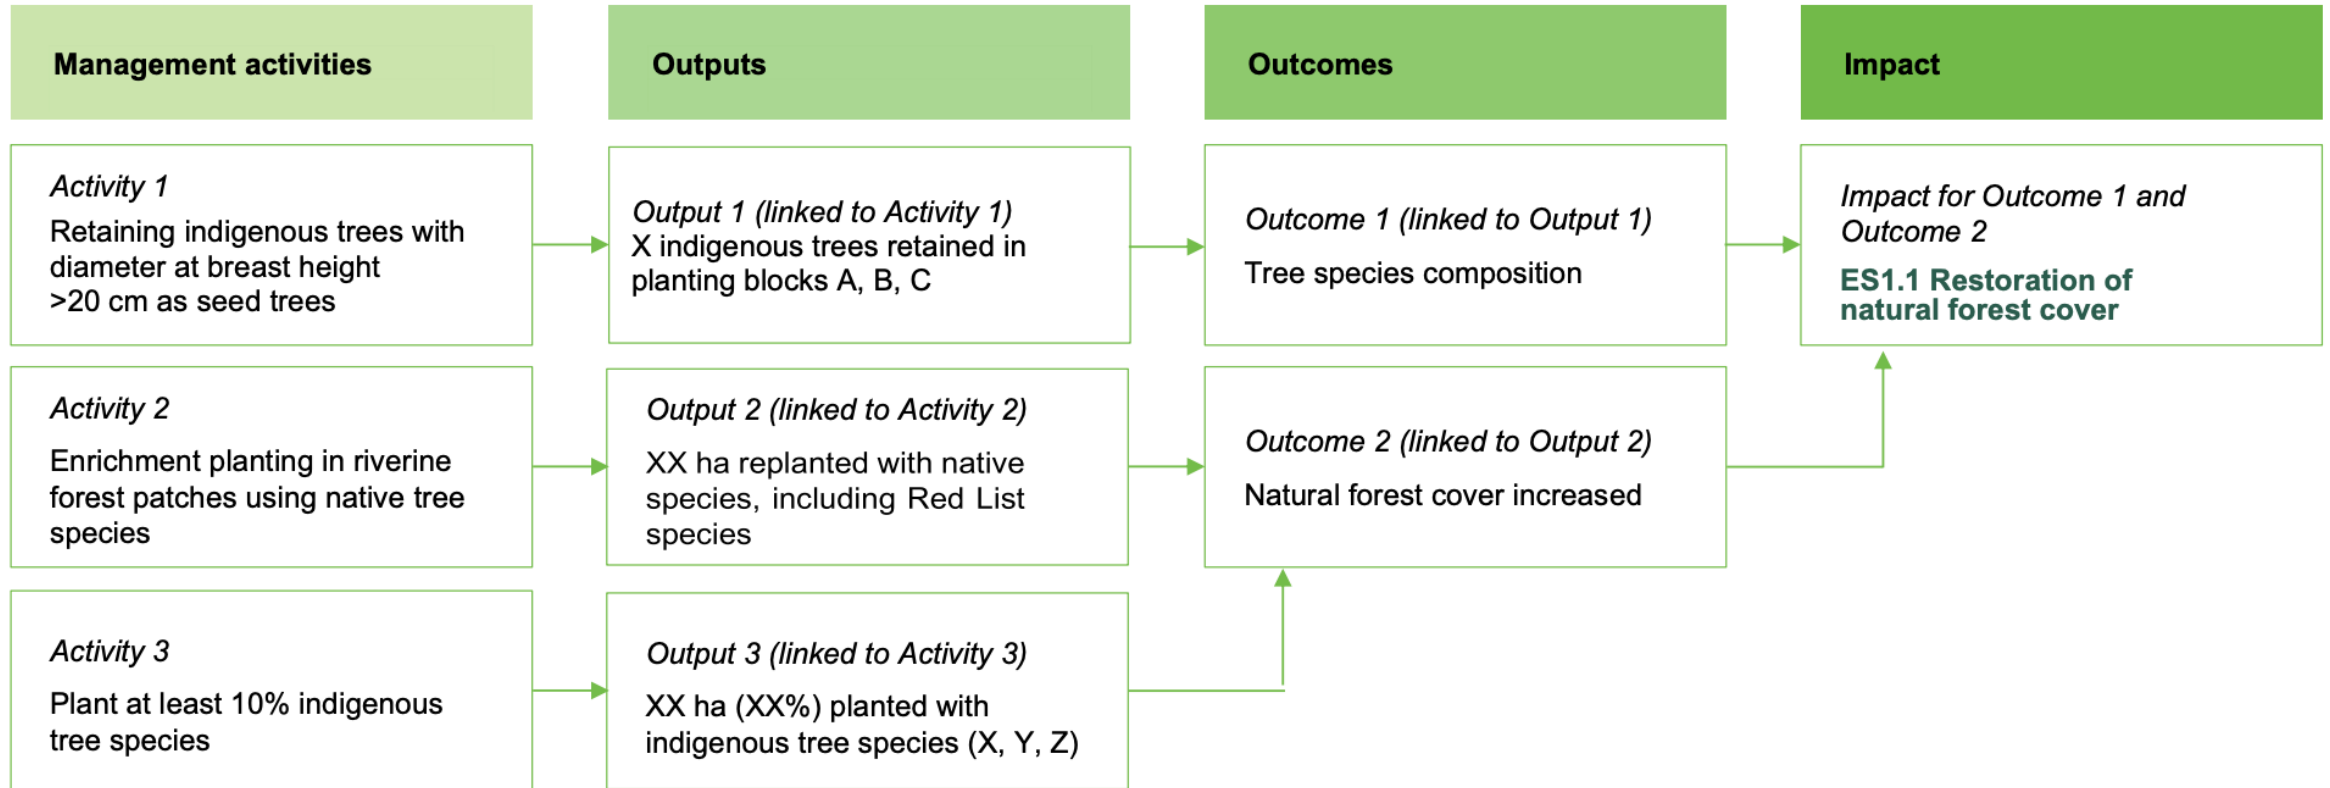 Management activities
Outputs
Outcomes
Impact
Activity 1
Retaining indigenous trees with
diameter at breast height
>20 cm as seed trees
Output 1 (linked to Activity 1)
X indigenous trees retained in
planting blocks A, B, C
Outcome 1 (linked to Output 1)
Tree species composition
Impact for Outcome 1 and
Outcome 2
ES1.1 Restoration of
natural forest cover
Activity 2
Enrichment planting in riverine
forest patches using native tree
species
Output 2 (linked to Activity 2)
XX ha replanted with native
species, including Red List
species
Outcome 2 (linked to Output 2)
Natural forest cover increased
Activity 3
Plant at least 10% indigenous
tree species
Output 3 (linked to Activity 3)
XX ha (XX%) planted with
indigenous tree species (X, Y, Z)